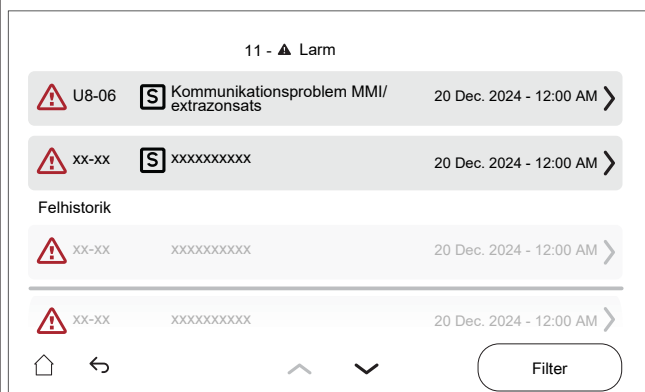 11 - Larm
U8-06 S Kommunikationsproblem MMI/ 20 Dec. 2024 - 12:00 AM
extrazonsats
xx-xx S xxxxxxxxxx 20 Dec. 2024 - 12:00 AM
Felhistorik
xx-xx xxxxxxxxxx 20 Dec. 2024 - 12:00 AM
xx-xx xxxxxxxxxx 20 Dec. 2024 - 12:00 AM
Filter